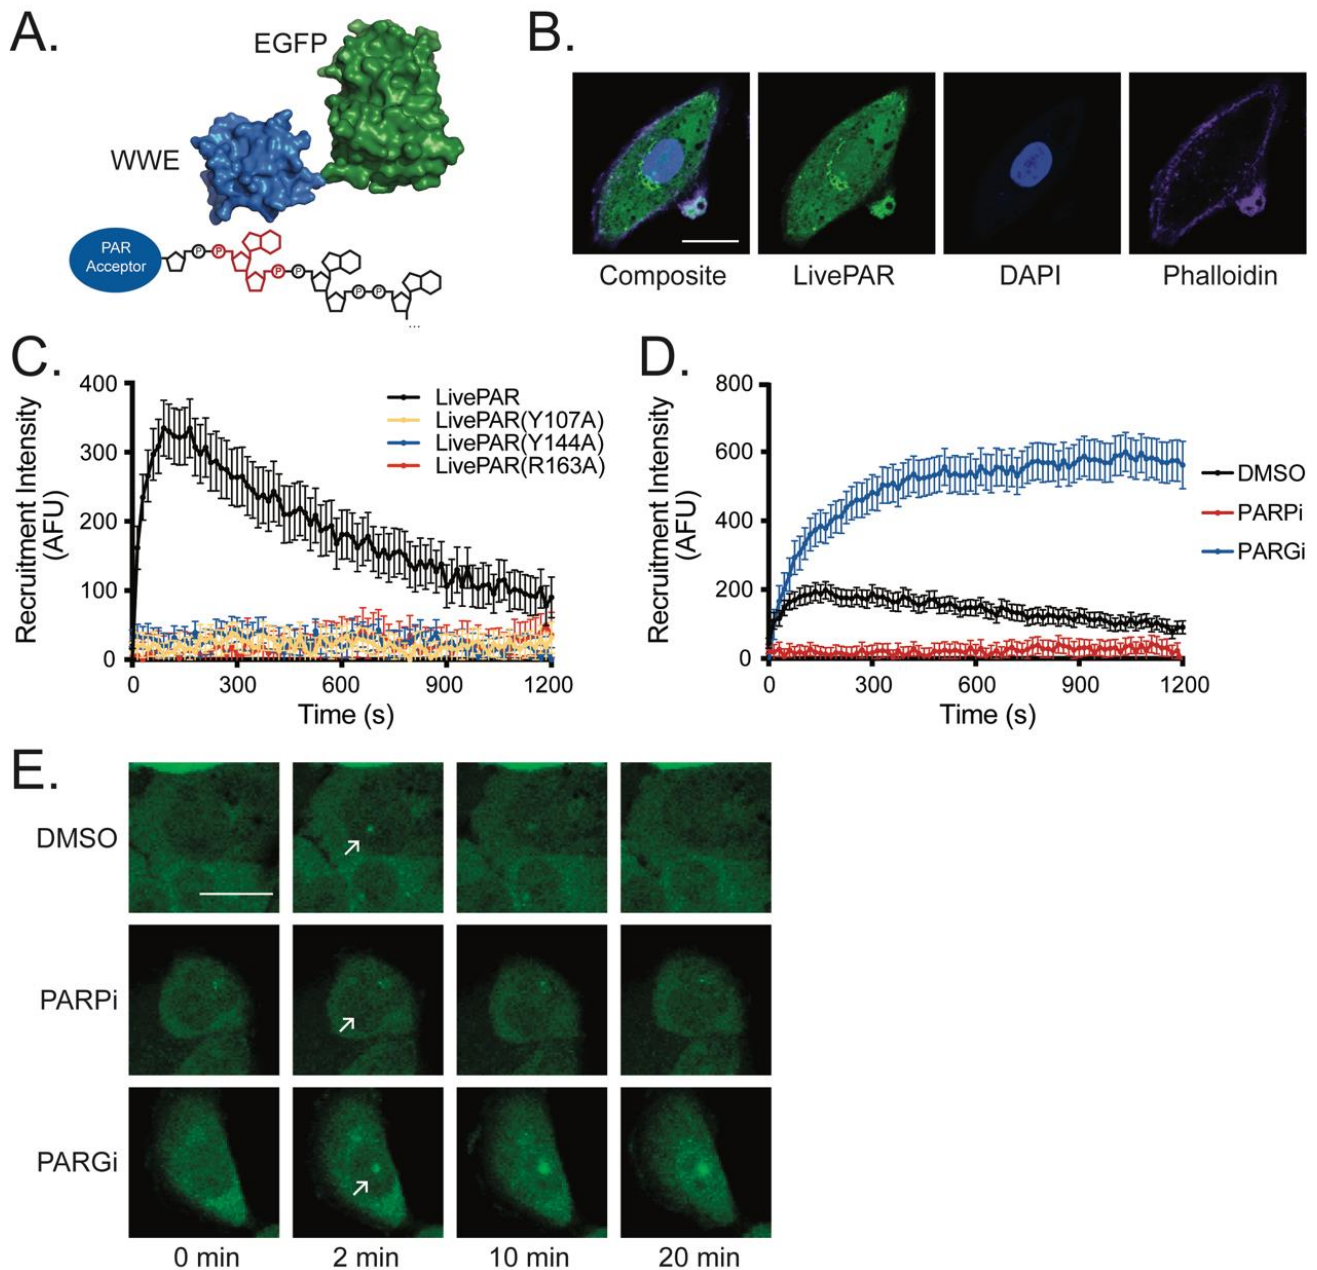 A.
EGFP
WWE
PAR
Acceptor
P P
P P
P P
...
B.
Composite
LivePAR
DAPI
Phalloidin
C.
Recruitment Intensity
(AFU)
400
300
200
100
0
0 300 600 900 1200
Time (s)
LivePAR
LivePAR(Y107A)
LivePAR(Y144A)
LivePAR(R163A)
D.
Recruitment Intensity
(AFU)
800
600
400
200
0
0 300 600 900 1200
Time (s)
DMSO
PARPi
PARGi
E.
DMSO
PARPi
PARGi
0 min
2 min
10 min
20 min